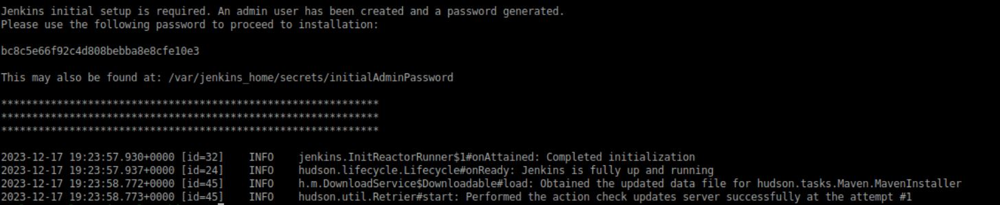 Jenkins initial setup is required. An admin user has been created and a password generated.
Please use the following password to proceed to installation:
bc8c5e66f92c4d808bebba8e8cfe10e3
This may also be found at: /var/jenkins_home/secrets/initialAdminPassword
*************************************************************
*************************************************************
*************************************************************
2023-12-17 19:23:57.930+0000 [id=32]    INFO    jenkins.InitReactorRunner$1#onAttained: Completed initialization
2023-12-17 19:23:57.937+0000 [id=24]    INFO    hudson.lifecycle.Lifecycle#onReady: Jenkins is fully up and running
2023-12-17 19:23:58.772+0000 [id=45]    INFO    h.m.DownloadService$Downloadable#load: Obtained the updated data file for hudson.tasks.Maven.MavenInstaller
2023-12-17 19:23:58.773+0000 [id=45]    INFO    hudson.util.Retrier#start: Performed the action check updates server successfully at the attempt #1